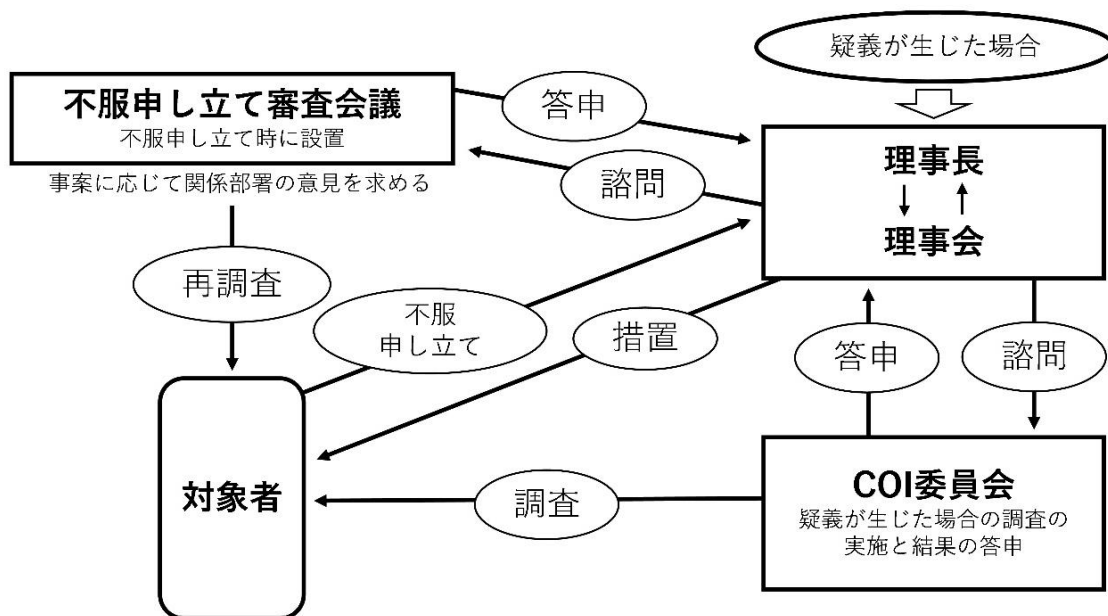 疑義が生じた場合
不服申し立て審査会議
不服申し立て時に設置
事案に応じて関係部署の意見を求める
答申
諮問
理事長
理事会
再調査
不服
申し立て
措置
答申
諮問
対象者
調査
COI委員会
疑義が生じた場合の調査の
実施と結果の答申